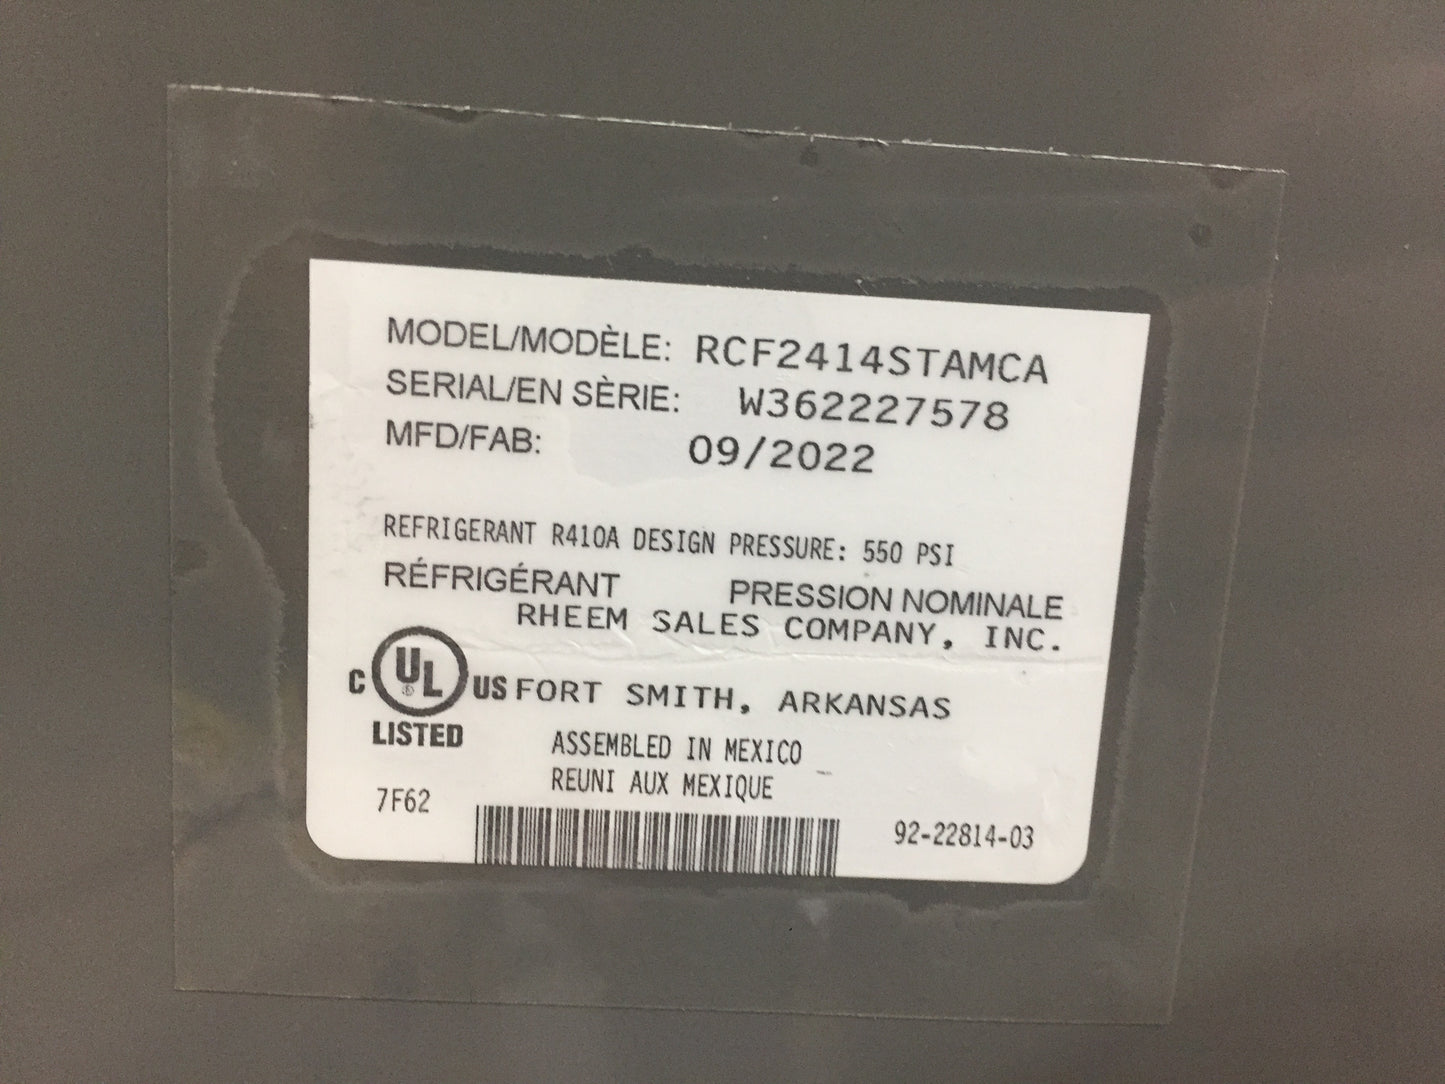 MODEL/MODÈLE: RCF2414STAMCA
SERIAL/EN SÈRIE: W362227578
MFD/FAB: 09/2022
REFRIGERANT R410A DESIGN PRESSURE: 550 PSI
RÉFRIGÉRANT PRESSION NOMINALE
RHEEM SALES COMPANY, INC.
C UL ® US FORT SMITH, ARKANSAS
LISTED
ASSEMBLED IN MEXICO
REUNI AUX MEXIQUE
7F62
92-22814-03